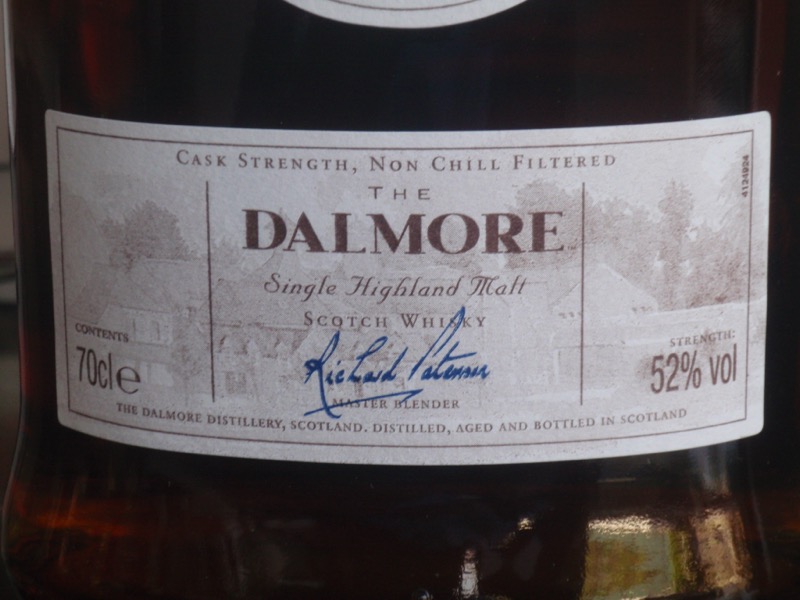 CASK STRENGTH, NON CHILL FILTERED
THE
DALMORE
Single Highland Malt
SCOTCH WHISKY
Richard Paterson
MASTER BLENDER
CONTENTS
70cl e
STRENGTH:
52% vol
THE DALMORE DISTILLERY, SCOTLAND. DISTILLED, AGED AND BOTTLED IN SCOTLAND
4124924